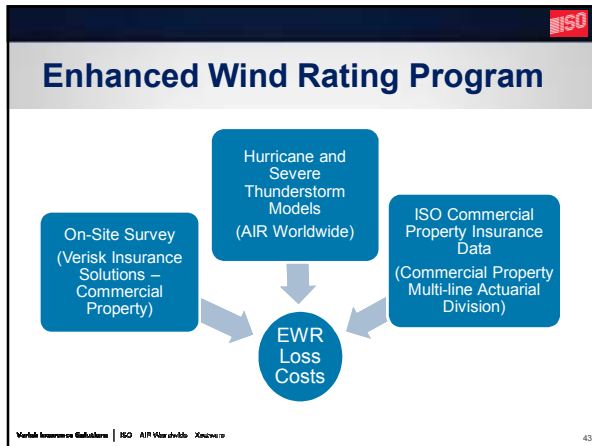 ISO
Enhanced Wind Rating Program
Hurricane and
Severe
Thunderstorm
Models
(AIR Worldwide)
On-Site Survey
(Verisk Insurance
Solutions –
Commercial
Property)
ISO Commercial
Property Insurance
Data
(Commercial Property
Multi-line Actuarial
Division)
EWR
Loss
Costs
Verisk Insurance Solutions | ISO AIR Worldwide Xactware
43